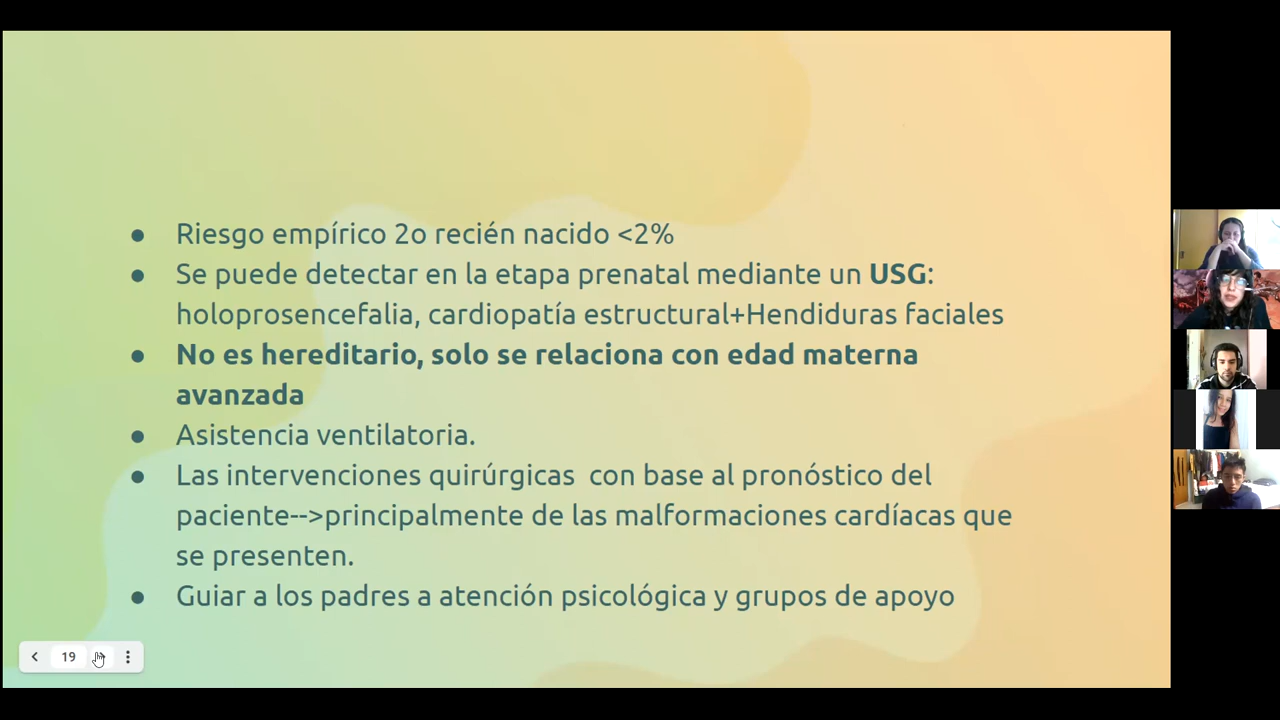 ● Riesgo empírico 2o recién nacido <2%
● Se puede detectar en la etapa prenatal mediante un USG:
holoprosencefalia, cardiopatía estructural+Hendiduras faciales
● No es hereditario, solo se relaciona con edad materna
avanzada
● Asistencia ventilatoria.
● Las intervenciones quirúrgicas  con base al pronóstico del
paciente-->principalmente de las malformaciones cardíacas que
se presenten.
● Guiar a los padres a atención psicológica y grupos de apoyo
19